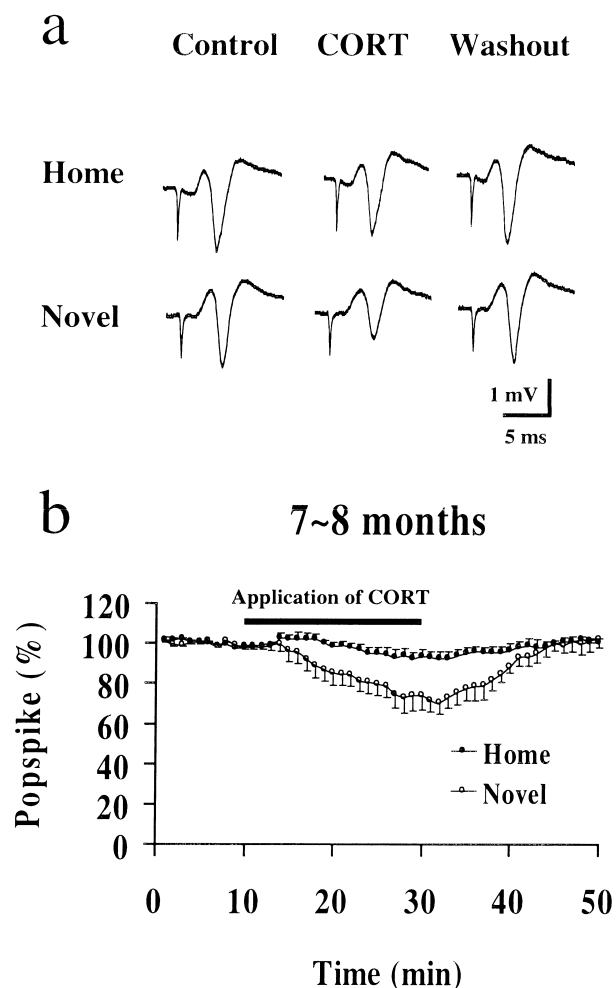 a
Control CORT Washout
Home
Novel
1 mV
5 ms
b
7~8 months
Application of CORT
120
100
80
60
40
20
0
Popspike (%)
Home
Novel
0 10 20 30 40 50
Time (min)